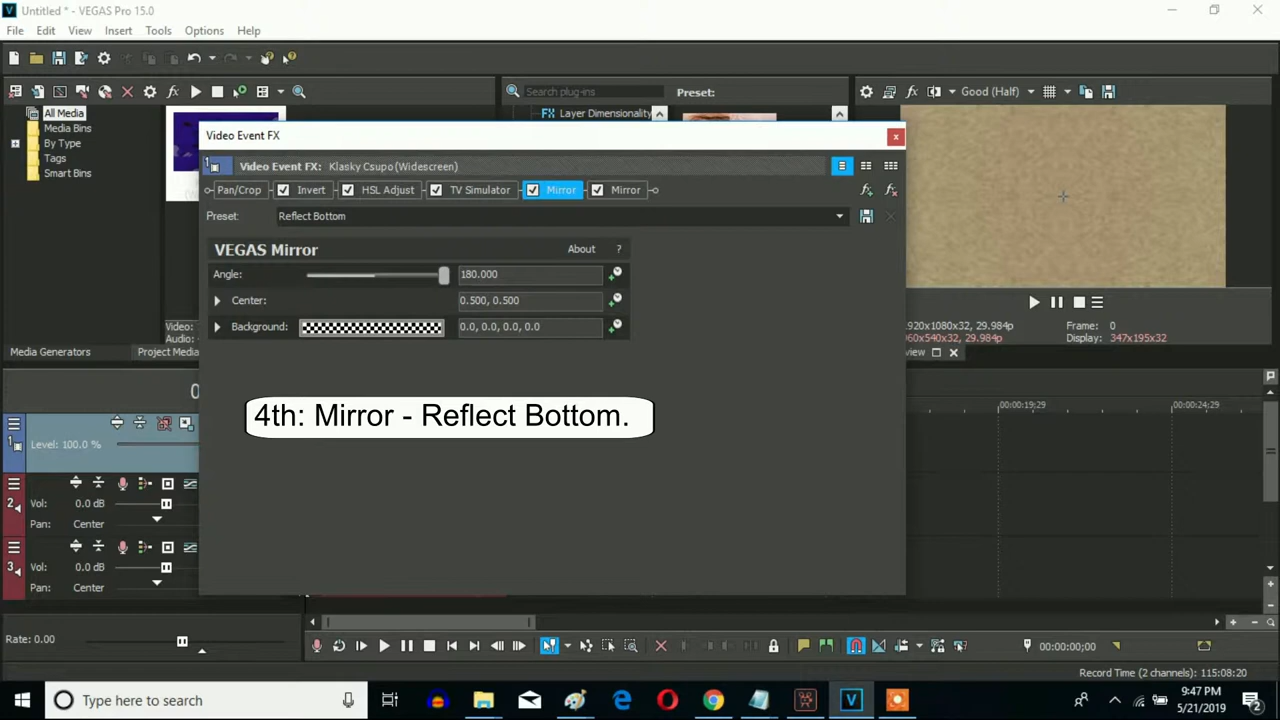 Untitled * - VEGAS Pro 15.0
File Edit View Insert Tools Options Help
Search plug-ins
Preset:
Good (Half)
All Media
Media Bins
By Type
Tags
Smart Bins
FX Layer Dimensionality
Video Event FX
Video Event FX: Klasky Csupo (Widescreen)
Pan/Crop Invert HSL Adjust TV Simulator Mirror Mirror
Preset: Reflect Bottom
VEGAS Mirror About ?
Angle: 180.000
Center: 0.500, 0.500
Background: 0.0, 0.0, 0.0, 0.0
Video:
Audio:
920x1080x32, 29.984p Frame: 0
60x540x32, 29.984p Display: 347x195x32
Media Generators Project Media
view
4th: Mirror - Reflect Bottom.
00:00:19;29 00:00:24;29
1
Level: 100.0 %
2
Vol: 0.0 dB
Pan: Center
3
Vol: 0.0 dB
Pan: Center
Rate: 0.00
00:00:00;00
Record Time (2 channels): 115:08:20
Type here to search
9:47 PM
5/21/2019
2